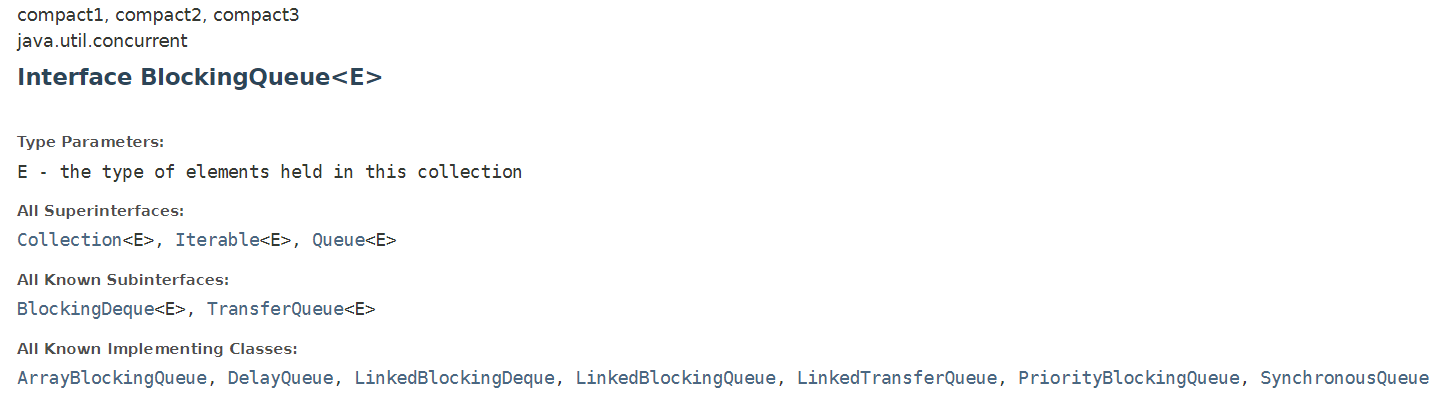 compact1, compact2, compact3
java.util.concurrent
Interface BlockingQueue<E>
Type Parameters:
E - the type of elements held in this collection
All Superinterfaces:
Collection<E>, Iterable<E>, Queue<E>
All Known Subinterfaces:
BlockingDeque<E>, TransferQueue<E>
All Known Implementing Classes:
ArrayBlockingQueue, DelayQueue, LinkedBlockingDeque, LinkedBlockingQueue, LinkedTransferQueue, PriorityBlockingQueue, SynchronousQueue